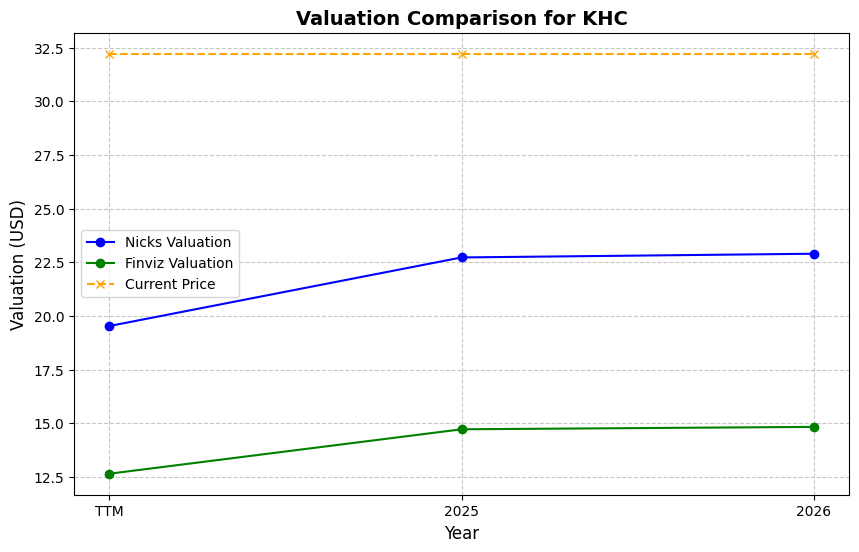 Valuation Comparison for KHC
Valuation (USD)
32.5
30.0
27.5
25.0
22.5
20.0
17.5
15.0
12.5
Nicks Valuation
Finviz Valuation
Current Price
TTM 2025 2026
Year